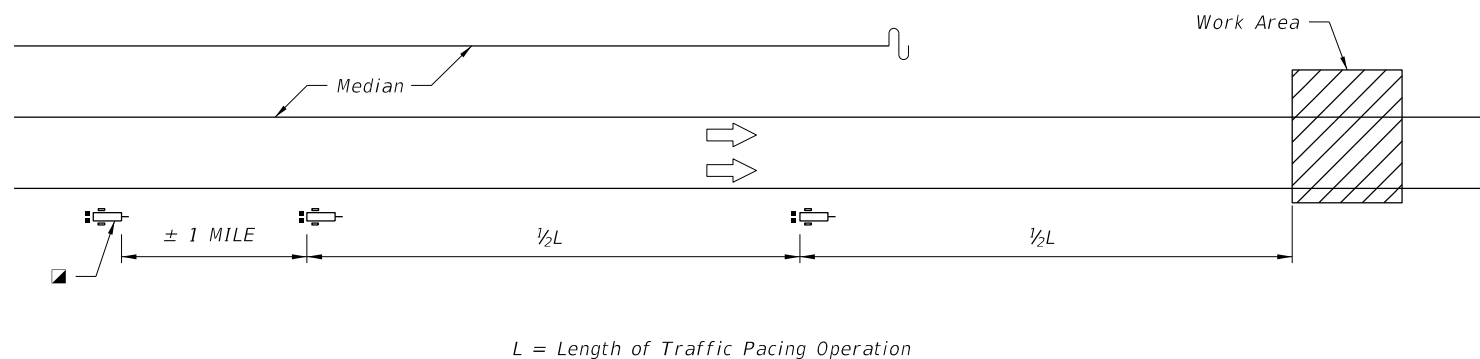 Work Area
Median
± 1 MILE
½L
½L
L = Length of Traffic Pacing Operation